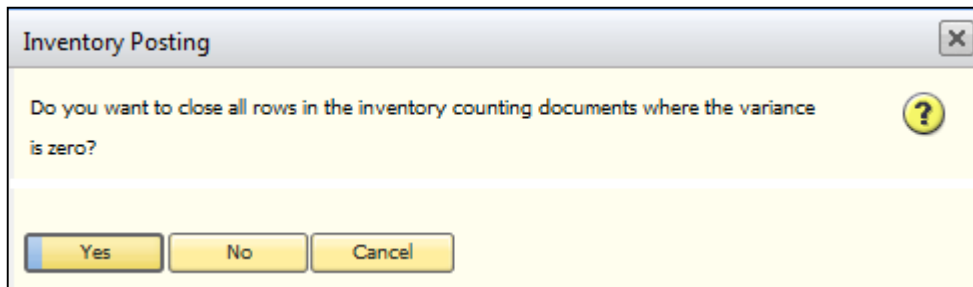 Inventory Posting
Do you want to close all rows in the inventory counting documents where the variance
is zero?
?
Yes No Cancel